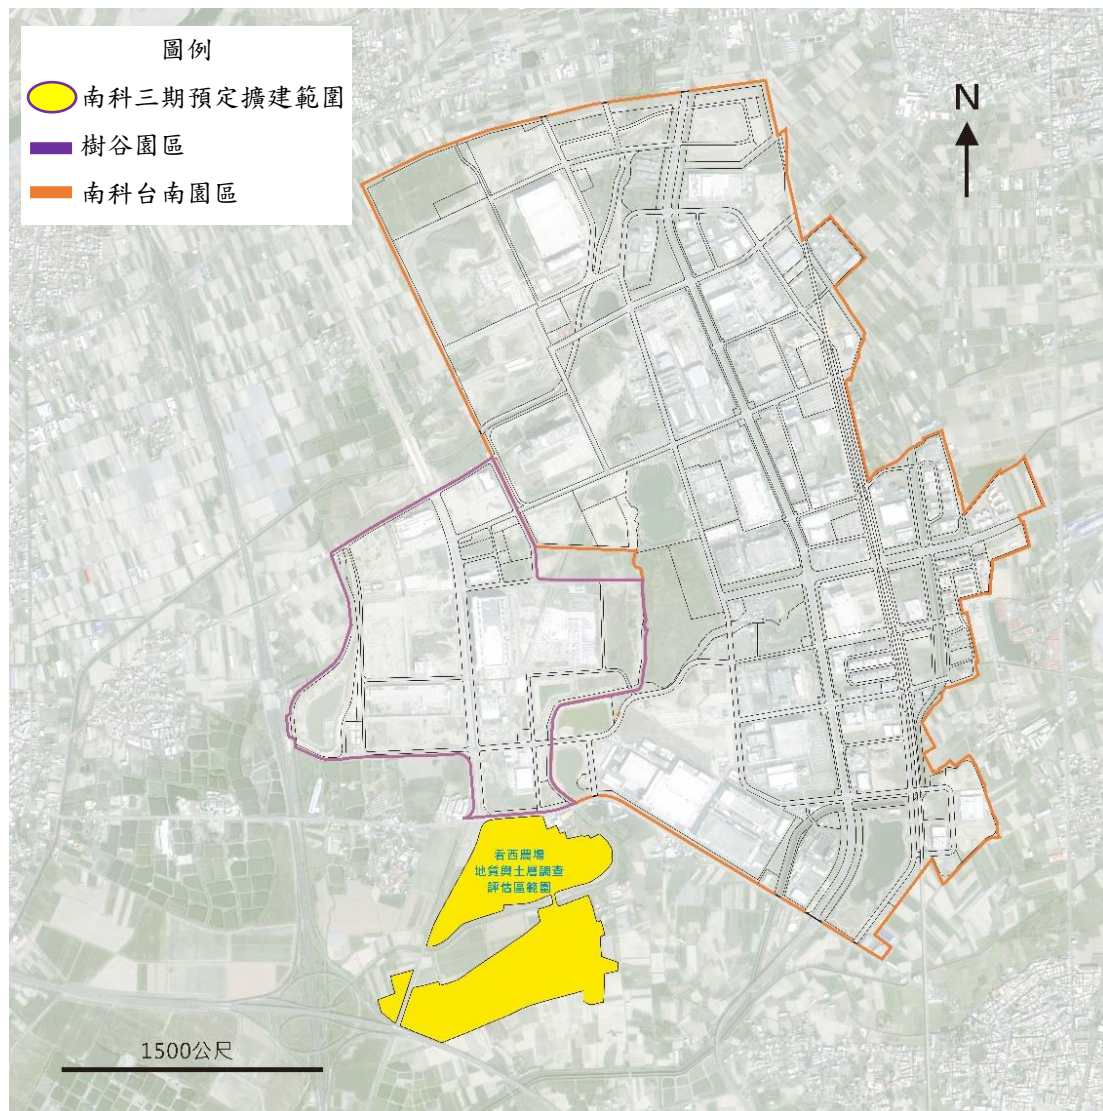 圖例
南科三期預定擴建範圍
樹谷園區
南科台南園區
N
看西農場
地質與土層調查
評估區範圍
1500公尺